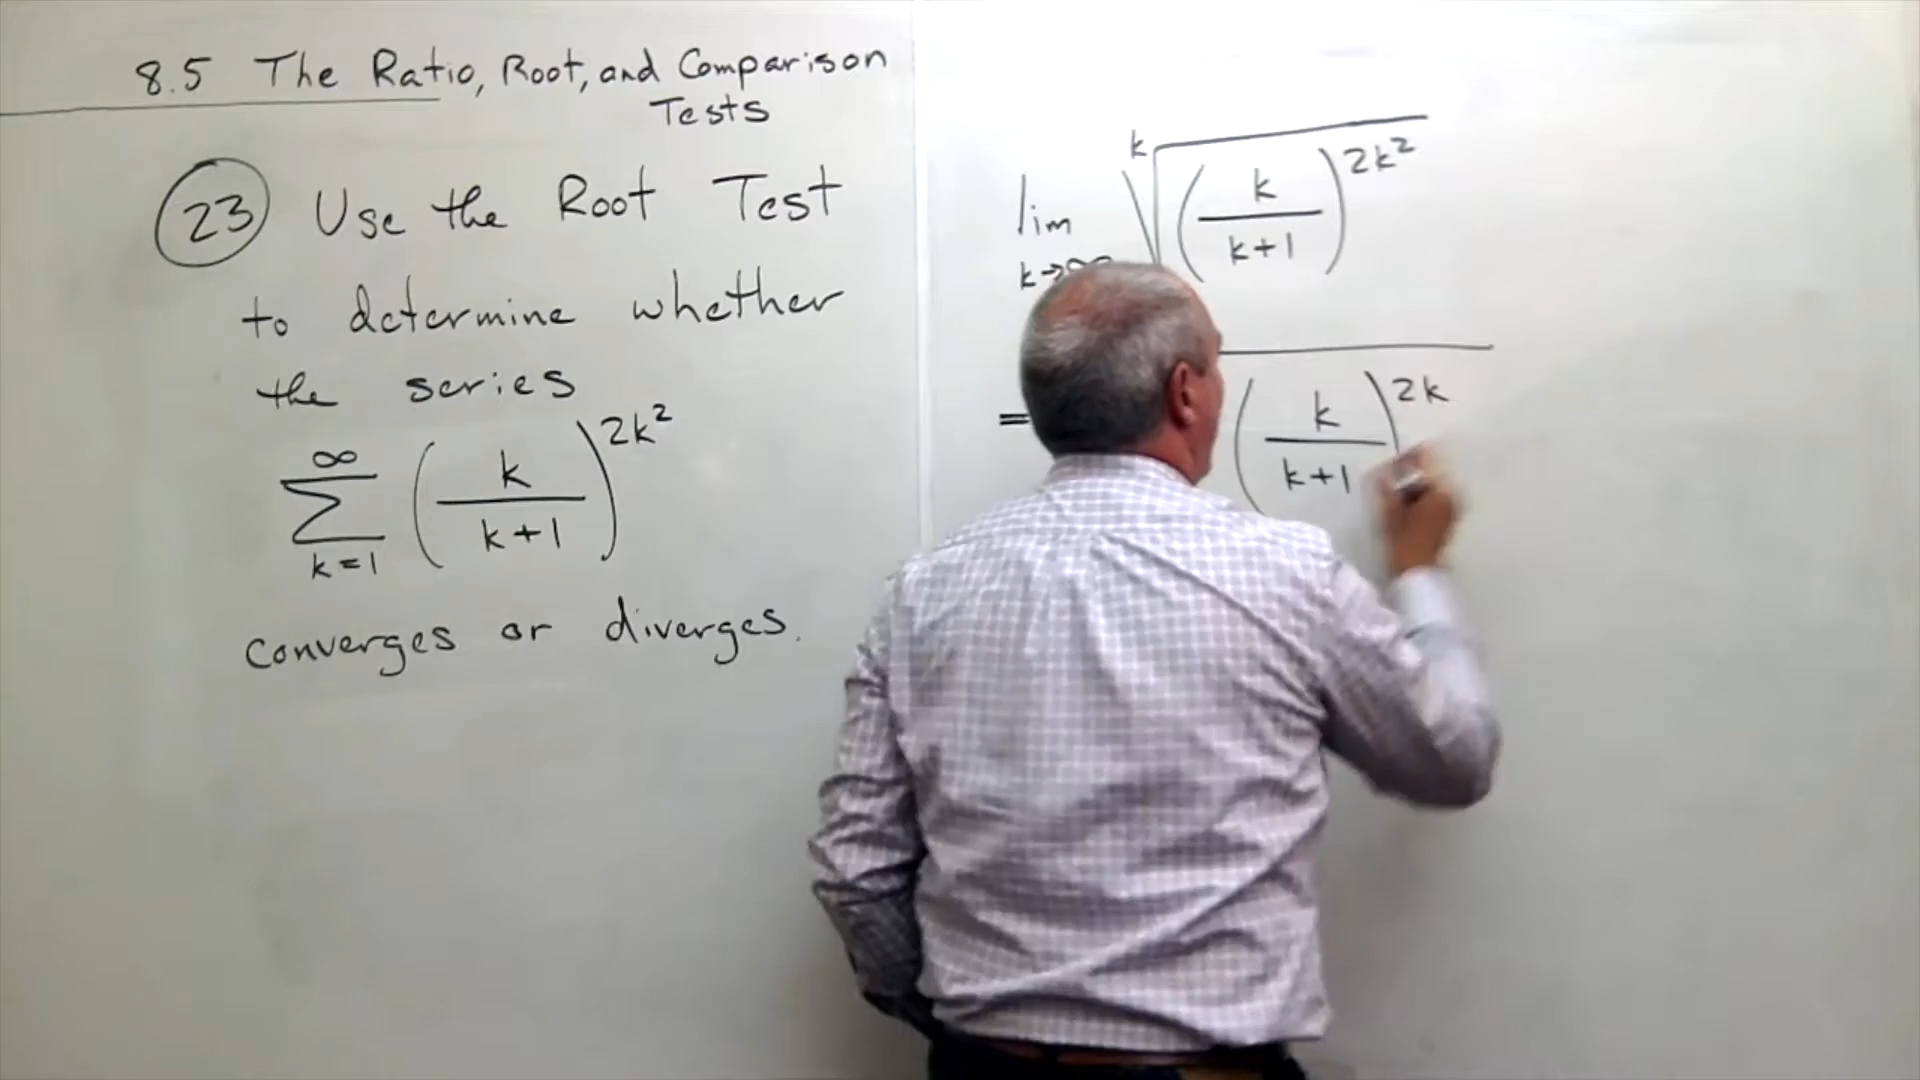 8.5 The Ratio, Root, and Comparison
Tests
23 Use the Root Test
to determine whether
the series
∞
∑ (k/(k+1))^2k²
k=1
converges or diverges.
lim k→∞ ᵏ√(k/(k+1))^2k²
= (k/(k+1))^2k